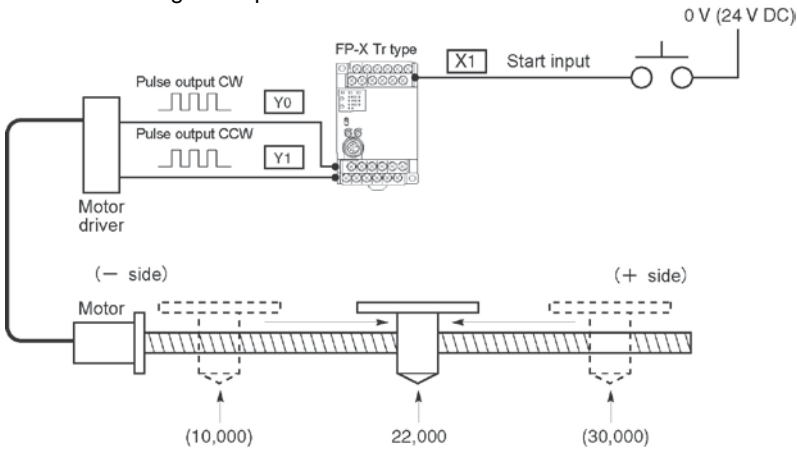 0 V (24 V DC)
FP-X Tr type
X1 Start input
Pulse output CW
Y0
Pulse output CCW
Y1
Motor
driver
(− side)
(+ side)
Motor
(10,000)
22,000
(30,000)